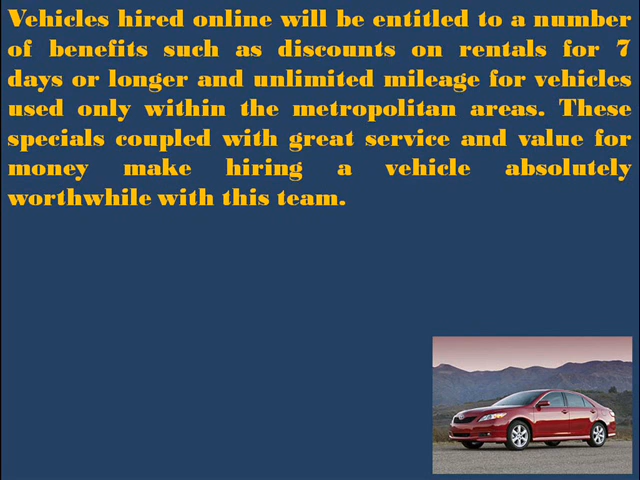 Vehicles hired online will be entitled to a number
of benefits such as discounts on rentals for 7
days or longer and unlimited mileage for vehicles
used only within the metropolitan areas. These
specials coupled with great service and value for
money make hiring a vehicle absolutely
worthwhile with this team.